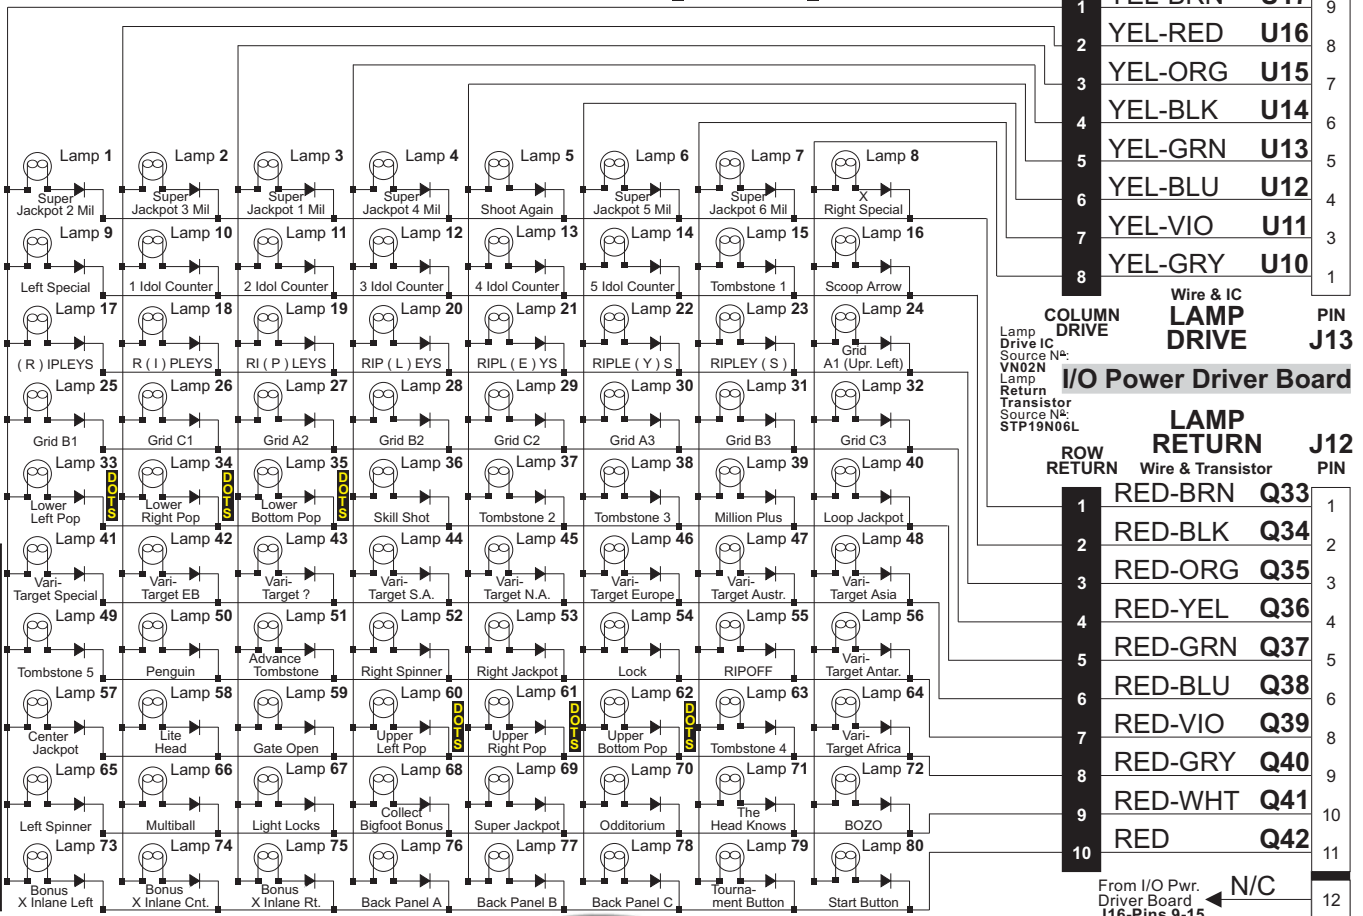 1 YEL-BRN U17 9
2 YEL-RED U16 8
3 YEL-ORG U15 7
4 YEL-BLK U14 6
5 YEL-GRN U13 5
6 YEL-BLU U12 4
7 YEL-VIO U11 3
8 YEL-GRY U10 1
Lamp 1 Lamp 2 Lamp 3 Lamp 4 Lamp 5 Lamp 6 Lamp 7 Lamp 8
Super Super Super Super Super Super X
Jackpot 2 Mil Jackpot 3 Mil Jackpot 1 Mil Jackpot 4 Mil Shoot Again Jackpot 5 Mil Jackpot 6 Mil Right Special
Lamp 9 Lamp 10 Lamp 11 Lamp 12 Lamp 13 Lamp 14 Lamp 15 Lamp 16
Left Special 1 Idol Counter 2 Idol Counter 3 Idol Counter 4 Idol Counter 5 Idol Counter Tombstone 1 Scoop Arrow
Lamp 17 Lamp 18 Lamp 19 Lamp 20 Lamp 21 Lamp 22 Lamp 23 Lamp 24
Grid
( R ) IPLEYS R ( I ) PLEYS RI ( P ) LEYS RIP ( L ) EYS RIPL ( E ) YS RIPLE ( Y ) S RIPLEY ( S ) A1 (Upr. Left)
Lamp 25 Lamp 26 Lamp 27 Lamp 28 Lamp 29 Lamp 30 Lamp 31 Lamp 32
Grid B1 Grid C1 Grid A2 Grid B2 Grid C2 Grid A3 Grid B3 Grid C3
Lamp 33 Lamp 34 Lamp 35 Lamp 36 Lamp 37 Lamp 38 Lamp 39 Lamp 40
DOTS DOTS DOTS
Lower Lower Lower
Left Pop Right Pop Bottom Pop Skill Shot Tombstone 2 Tombstone 3 Million Plus Loop Jackpot
Lamp 41 Lamp 42 Lamp 43 Lamp 44 Lamp 45 Lamp 46 Lamp 47 Lamp 48
Vari- Vari- Vari- Vari- Vari- Vari- Vari- Vari-
Target Special Target EB Target ? Target S.A. Target N.A. Target Europe Target Austr. Target Asia
Lamp 49 Lamp 50 Lamp 51 Lamp 52 Lamp 53 Lamp 54 Lamp 55 Lamp 56
Advance Vari-
Tombstone 5 Penguin Tombstone Right Spinner Right Jackpot Lock RIPOFF Target Antar.
Lamp 57 Lamp 58 Lamp 59 Lamp 60 Lamp 61 Lamp 62 Lamp 63 Lamp 64
DOTS DOTS DOTS
Center Lite Upper Upper Upper Vari-
Jackpot Head Gate Open Left Pop Right Pop Bottom Pop Tombstone 4 Target Africa
Lamp 65 Lamp 66 Lamp 67 Lamp 68 Lamp 69 Lamp 70 Lamp 71 Lamp 72
Collect The
Left Spinner Multiball Light Locks Bigfoot Bonus Super Jackpot Odditorium Head Knows BOZO
Lamp 73 Lamp 74 Lamp 75 Lamp 76 Lamp 77 Lamp 78 Lamp 79 Lamp 80
Bonus Bonus Bonus Tourna-
X Inlane Left X Inlane Cnt. X Inlane Rt. Back Panel A Back Panel B Back Panel C ment Button Start Button
Wire & IC
COLUMN LAMP PIN
DRIVE DRIVE J13
Lamp
Drive IC
Source Nº:
VN02N
Lamp
Return
Transistor
Source Nº:
STP19N06L
I/O Power Driver Board
LAMP
ROW RETURN J12
RETURN Wire & Transistor PIN
1 RED-BRN Q33 1
2 RED-BLK Q34 2
3 RED-ORG Q35 3
4 RED-YEL Q36 4
5 RED-GRN Q37 5
6 RED-BLU Q38 6
7 RED-VIO Q39 8
8 RED-GRY Q40 9
9 RED-WHT Q41 10
10 RED Q42 11
From I/O Pwr. N/C 12
Driver Board
J16-Pins 9-15